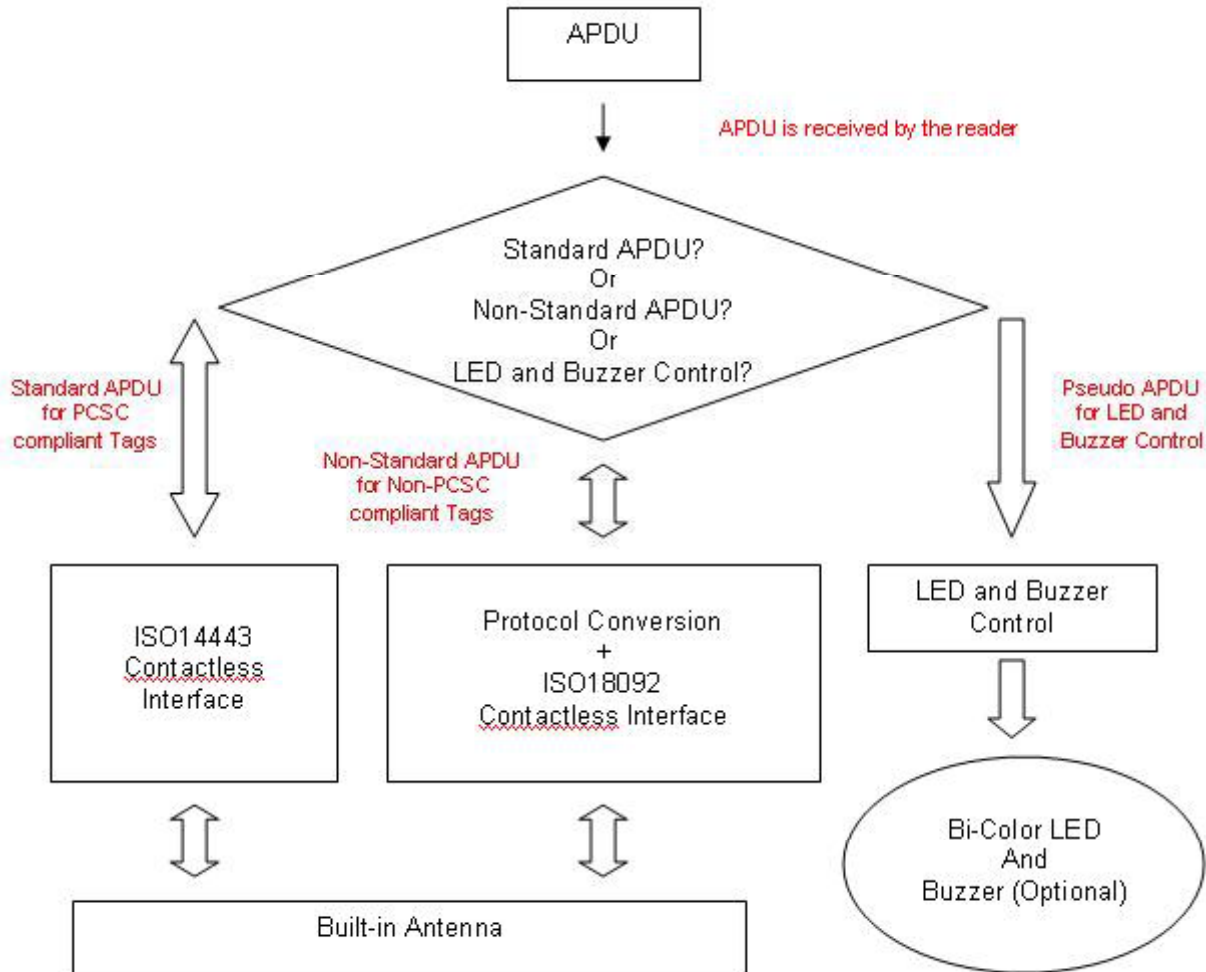 APDU
APDU is received by the reader
Standard APDU?
Or
Non-Standard APDU?
Or
LED and Buzzer Control?
Standard APDU
for PCSC
compliant Tags
Non-Standard APDU
for Non-PCSC
compliant Tags
Pseudo APDU
for LED and
Buzzer Control
ISO14443
Contactless
Interface
Protocol Conversion
+
ISO18092
Contactless Interface
LED and Buzzer
Control
Bi-Color LED
And
Buzzer (Optional)
Built-in Antenna